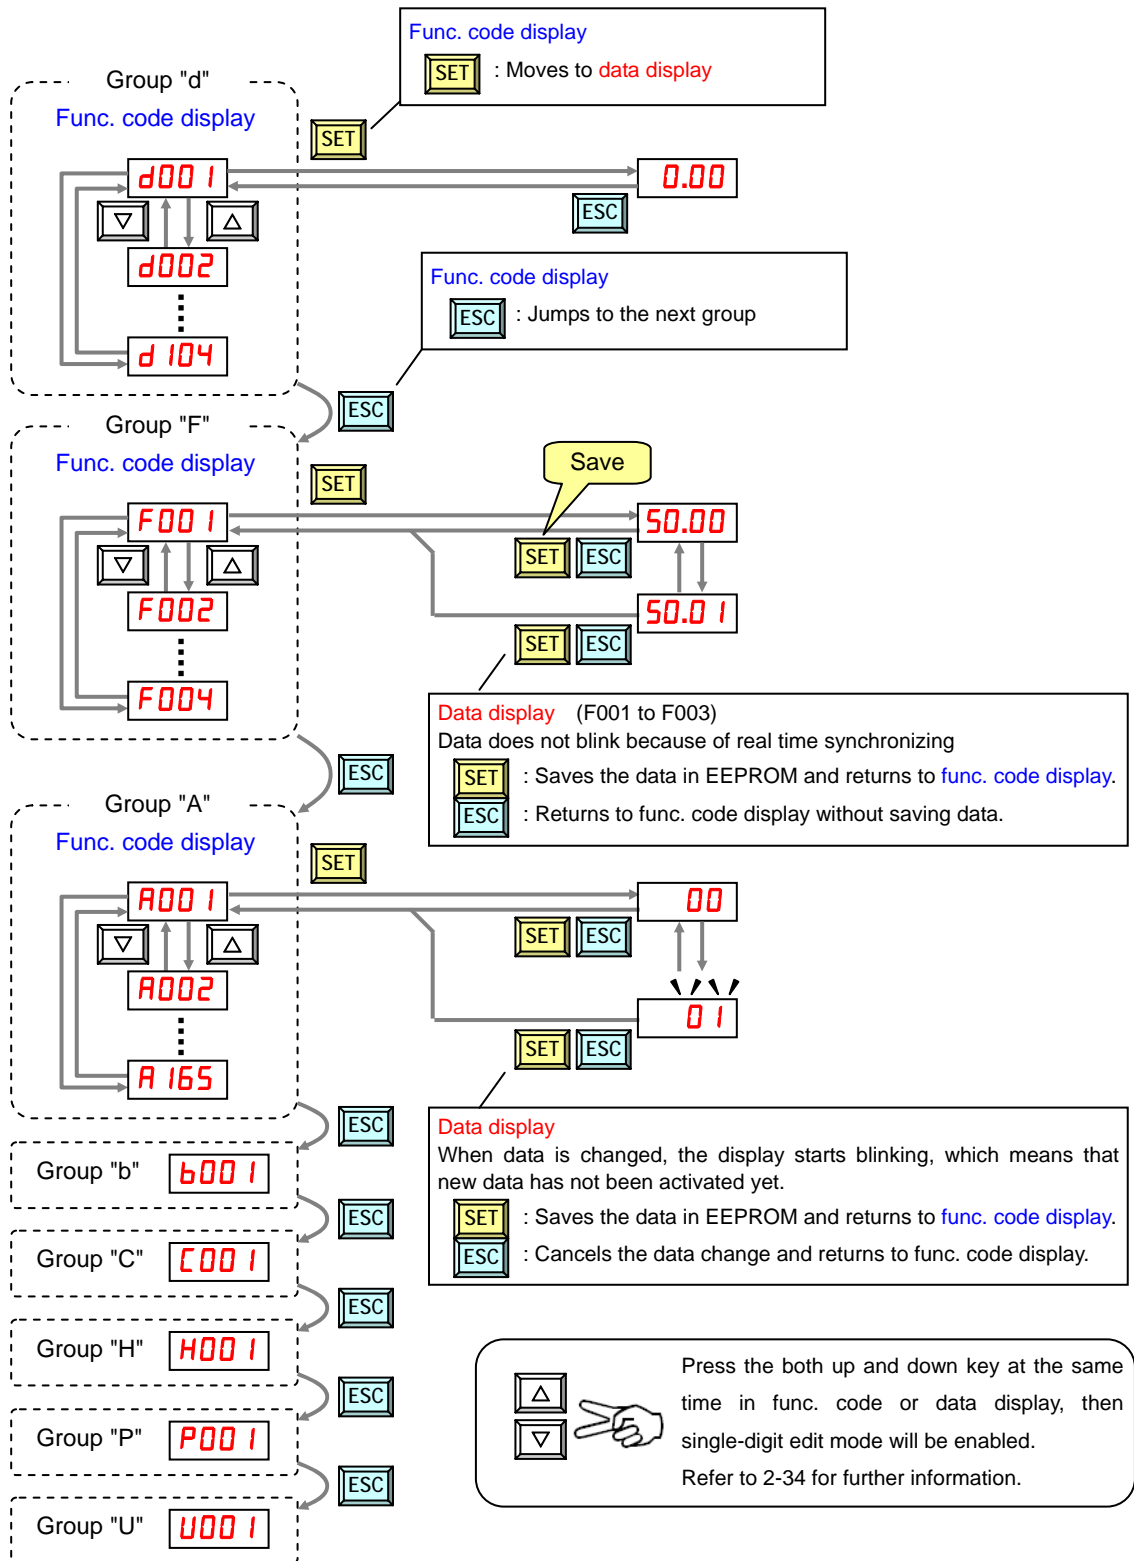 Func. code display
SET : Moves to data display
Group "d"
Func. code display
SET
d001
0.00
ESC
d002
Func. code display
ESC : Jumps to the next group
d104
ESC
Group "F"
Func. code display
Save
SET
F001
50.00
SET ESC
F002
50.01
SET ESC
F004
Data display (F001 to F003)
Data does not blink because of real time synchronizing
SET : Saves the data in EEPROM and returns to func. code display.
ESC : Returns to func. code display without saving data.
ESC
Group "A"
Func. code display
SET
A001
00
SET ESC
A002
01
SET ESC
A165
ESC
Data display
When data is changed, the display starts blinking, which means that
new data has not been activated yet.
SET : Saves the data in EEPROM and returns to func. code display.
ESC : Cancels the data change and returns to func. code display.
Group "b" b001
ESC
Group "C" C001
ESC
Group "H" H001
ESC
Group "P" P001
ESC
Group "U" U001
Press the both up and down key at the same
time in func. code or data display, then
single-digit edit mode will be enabled.
Refer to 2-34 for further information.